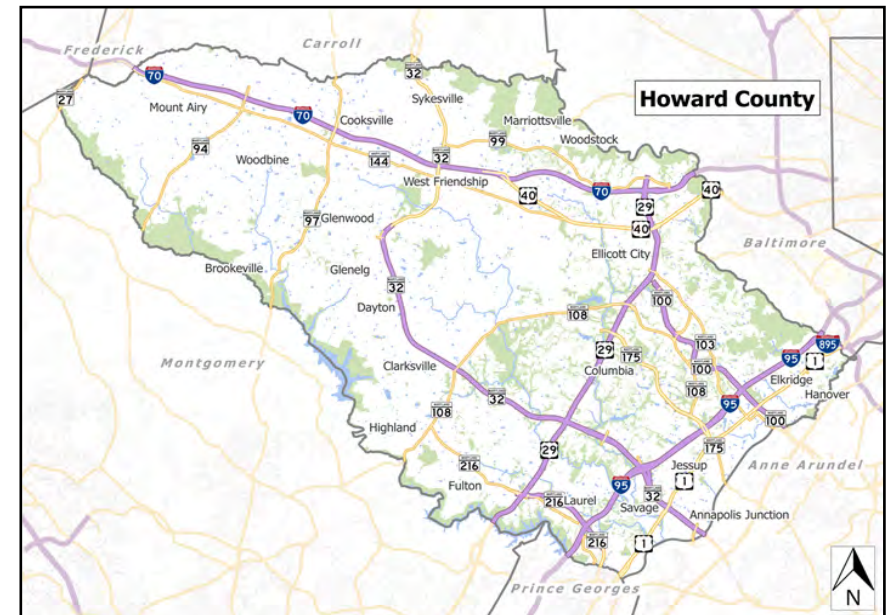 Frederick
Carroll
Howard County
70
27
Mount Airy
32
Sykesville
70
Cooksville
Marriottsville
94
99
Woodstock
Woodbine
144
32
West Friendship
40
70
40
29
97
Glenwood
40
Baltimore
Ellicott City
Brookeville
Glenelg
32
Dayton
100
108
103
895
29
175
95
1
Montgomery
Clarksville
Columbia
100
Elkridge
32
108
Hanover
108
95
100
Highland
29
175
216
Jessup
Anne Arundel
Fulton
95
1
216
Laurel
32
Savage
Annapolis Junction
216
1
Prince Georges
N